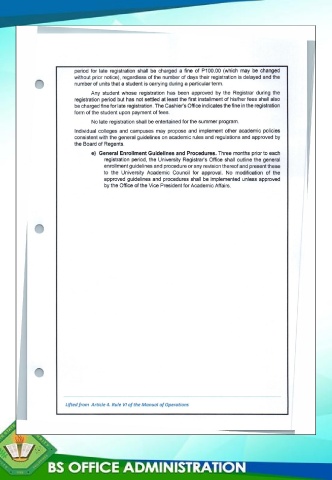 period for late registration shall be charged a fine of P100.00 (which may be changed
without prior notice), regardless of the number of days their registration is delayed and the
number of units that a student is carrying during a particular term.
Any student whose registration has been approved by the Registrar during the
registration period but has not settled at least the first installment of his/her fees shall also
be charged fine for late registration. The Cashier's Office indicates the fine in the registration
form of the student upon payment of fees.
No late registration shall be entertained for the summer program.
Individual colleges and campuses may propose and implement other academic policies
consistent with the general guidelines on academic rules and regulations and approved by
the Board of Regents.
e) General Enrollment Guidelines and Procedures. Three months prior to each
registration period, the University Registrar's Office shall outline the general
enrollment guidelines and procedure or any revision thereof and present these
to the University Academic Council for approval. No modification of the
approved guidelines and procedures shall be implemented unless approved
by the Office of the Vice President for Academic Affairs.
Lifted from Article 4. Rule VI of the Manual of Operations
BS OFFICE ADMINISTRATION